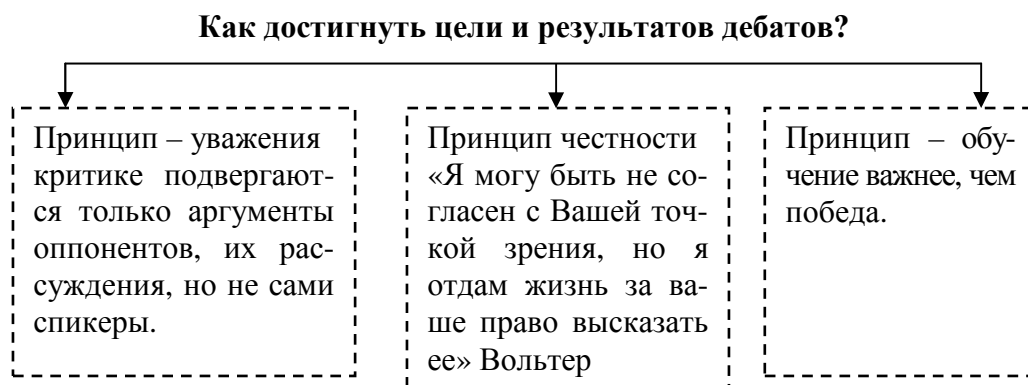 Как достигнуть цели и результатов дебатов?
Принцип – уважения
критике подвергают-
ся только аргументы
оппонентов, их рас-
суждения, но не сами
спикеры.
Принцип честности
«Я могу быть не со-
гласен с Вашей точ-
кой зрения, но я
отдам жизнь за ва-
ше право высказать
ее» Вольтер
Принцип – обу-
чение важнее, чем
победа.